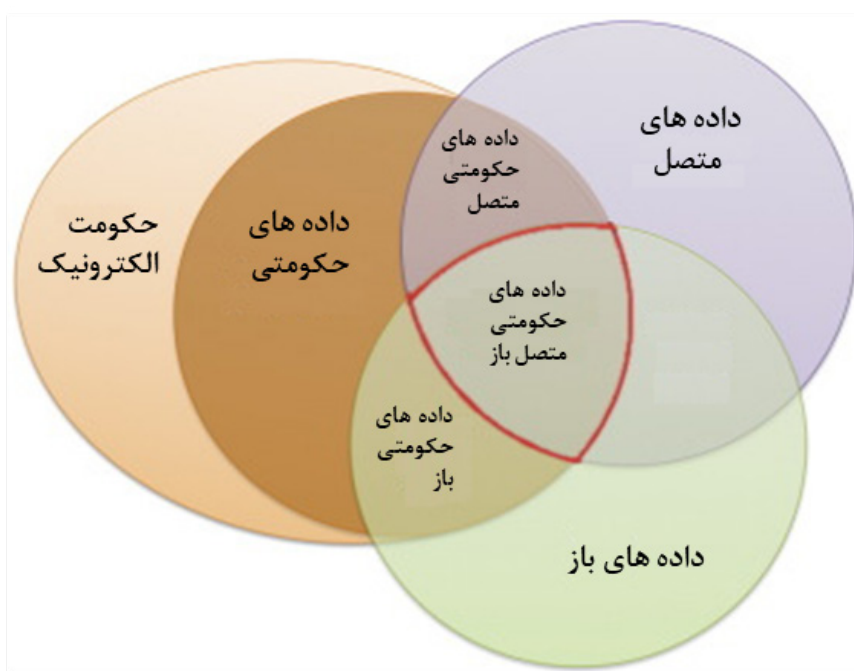 داده های
متصل
داده های
حکومتی
متصل
حکومت
الکترونیک
داده های
حکومتی
داده های
حکومتی
متصل باز
داده های
حکومتی
باز
داده های باز